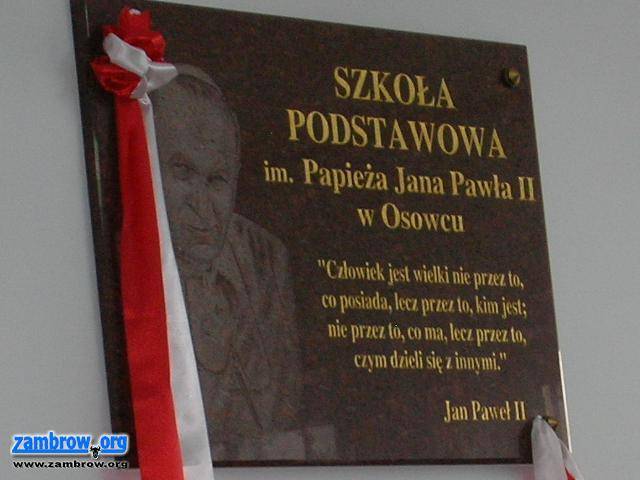 SZKOŁA
PODSTAWOWA
im. Papieża Jana Pawła II
w Osowcu
"Człowiek jest wielki nie przez to,
co posiada, lecz przez to, kim jest;
nie przez to, co ma, lecz przez to,
czym dzieli się z innymi."
Jan Paweł II
zambrow.org
www.zambrow.org